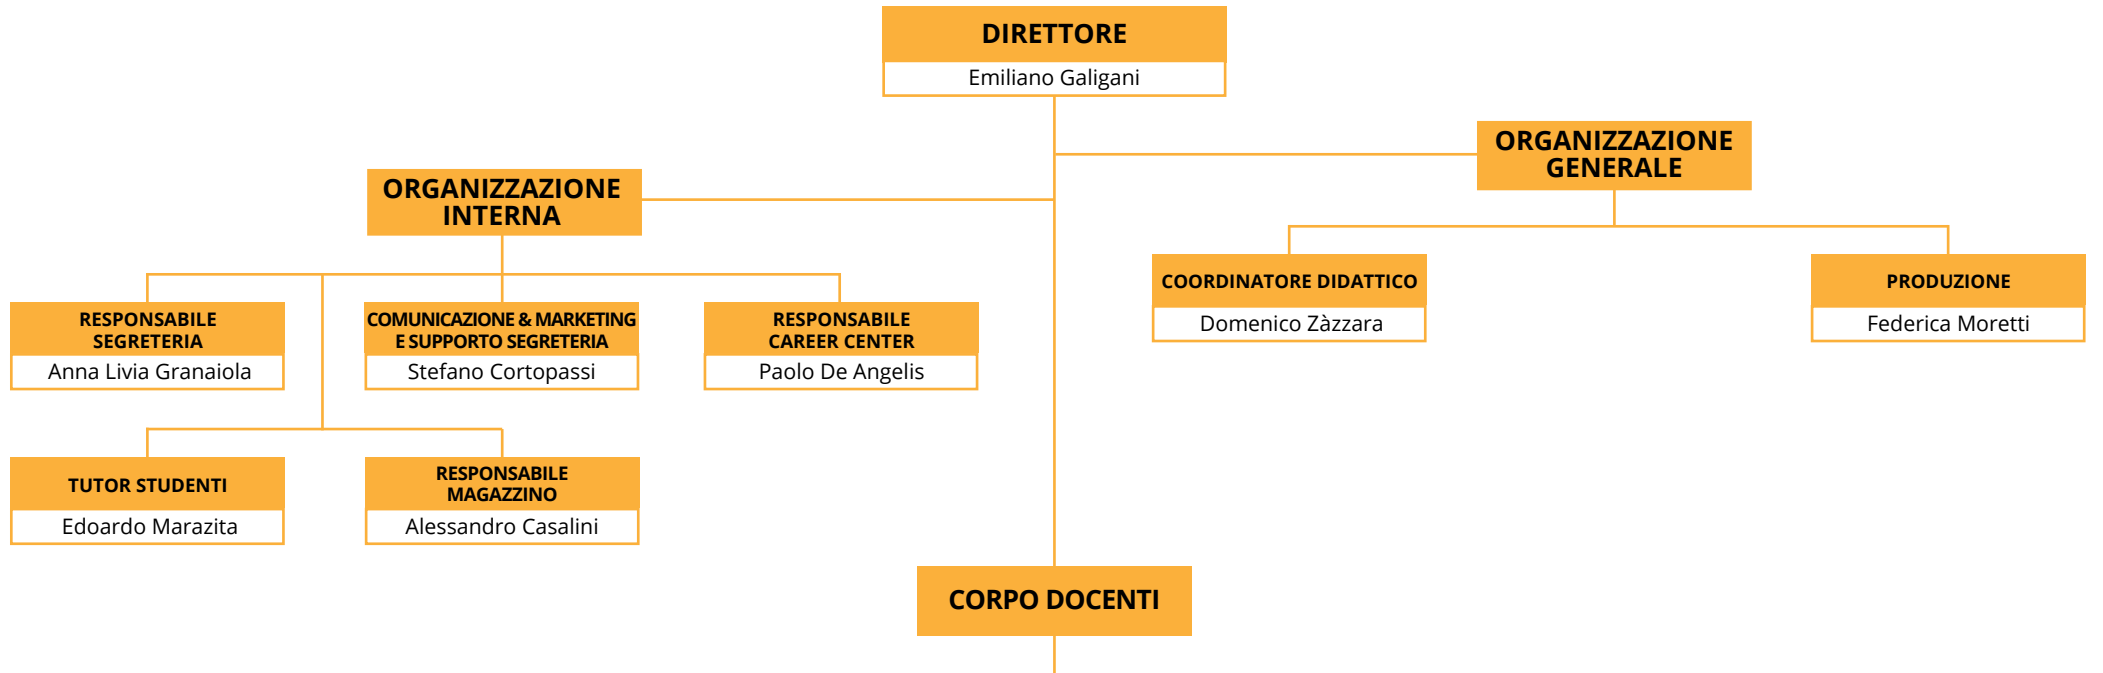 DIRETTORE
Emiliano Galigani
ORGANIZZAZIONE
GENERALE
ORGANIZZAZIONE
INTERNA
COORDINATORE DIDATTICO
Domenico Zàzzara
PRODUZIONE
Federica Moretti
RESPONSABILE
SEGRETERIA
Anna Livia Granaiola
COMUNICAZIONE & MARKETING
E SUPPORTO SEGRETERIA
Stefano Cortopassi
RESPONSABILE
CAREER CENTER
Paolo De Angelis
TUTOR STUDENTI
Edoardo Marazita
RESPONSABILE
MAGAZZINO
Alessandro Casalini
CORPO DOCENTI